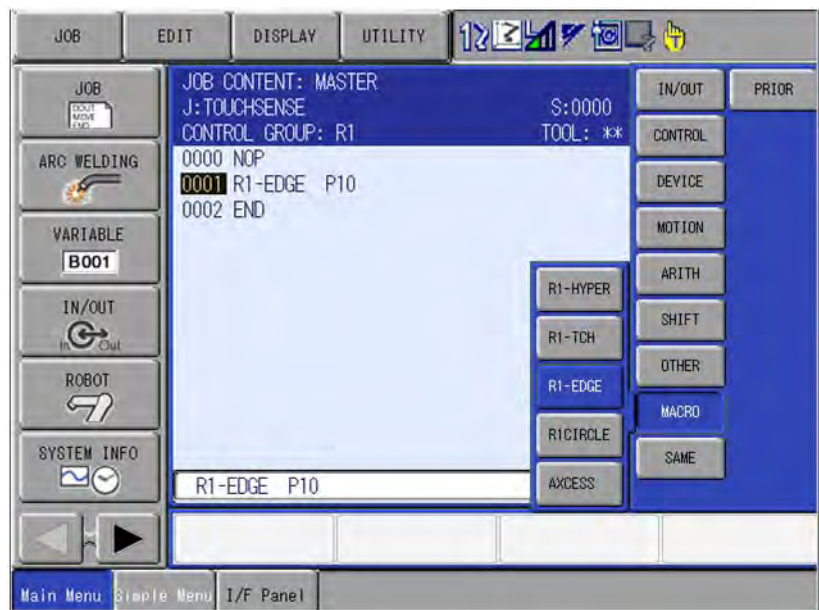 JOB EDIT DISPLAY UTILITY
JOB
DOUT
MOVE
END
ARC WELDING
VARIABLE
B001
IN/OUT
In Out
ROBOT
SYSTEM INFO
JOB CONTENT: MASTER
J:TOUCHSENSE S:0000
CONTROL GROUP: R1 TOOL: **
0000 NOP
0001 R1-EDGE P10
0002 END
R1-EDGE P10
R1-HYPER
R1-TCH
R1-EDGE
R1CIRCLE
AXCESS
IN/OUT
CONTROL
DEVICE
MOTION
ARITH
SHIFT
OTHER
MACRO
SAME
PRIOR
Main Menu Simple Menu I/F Panel